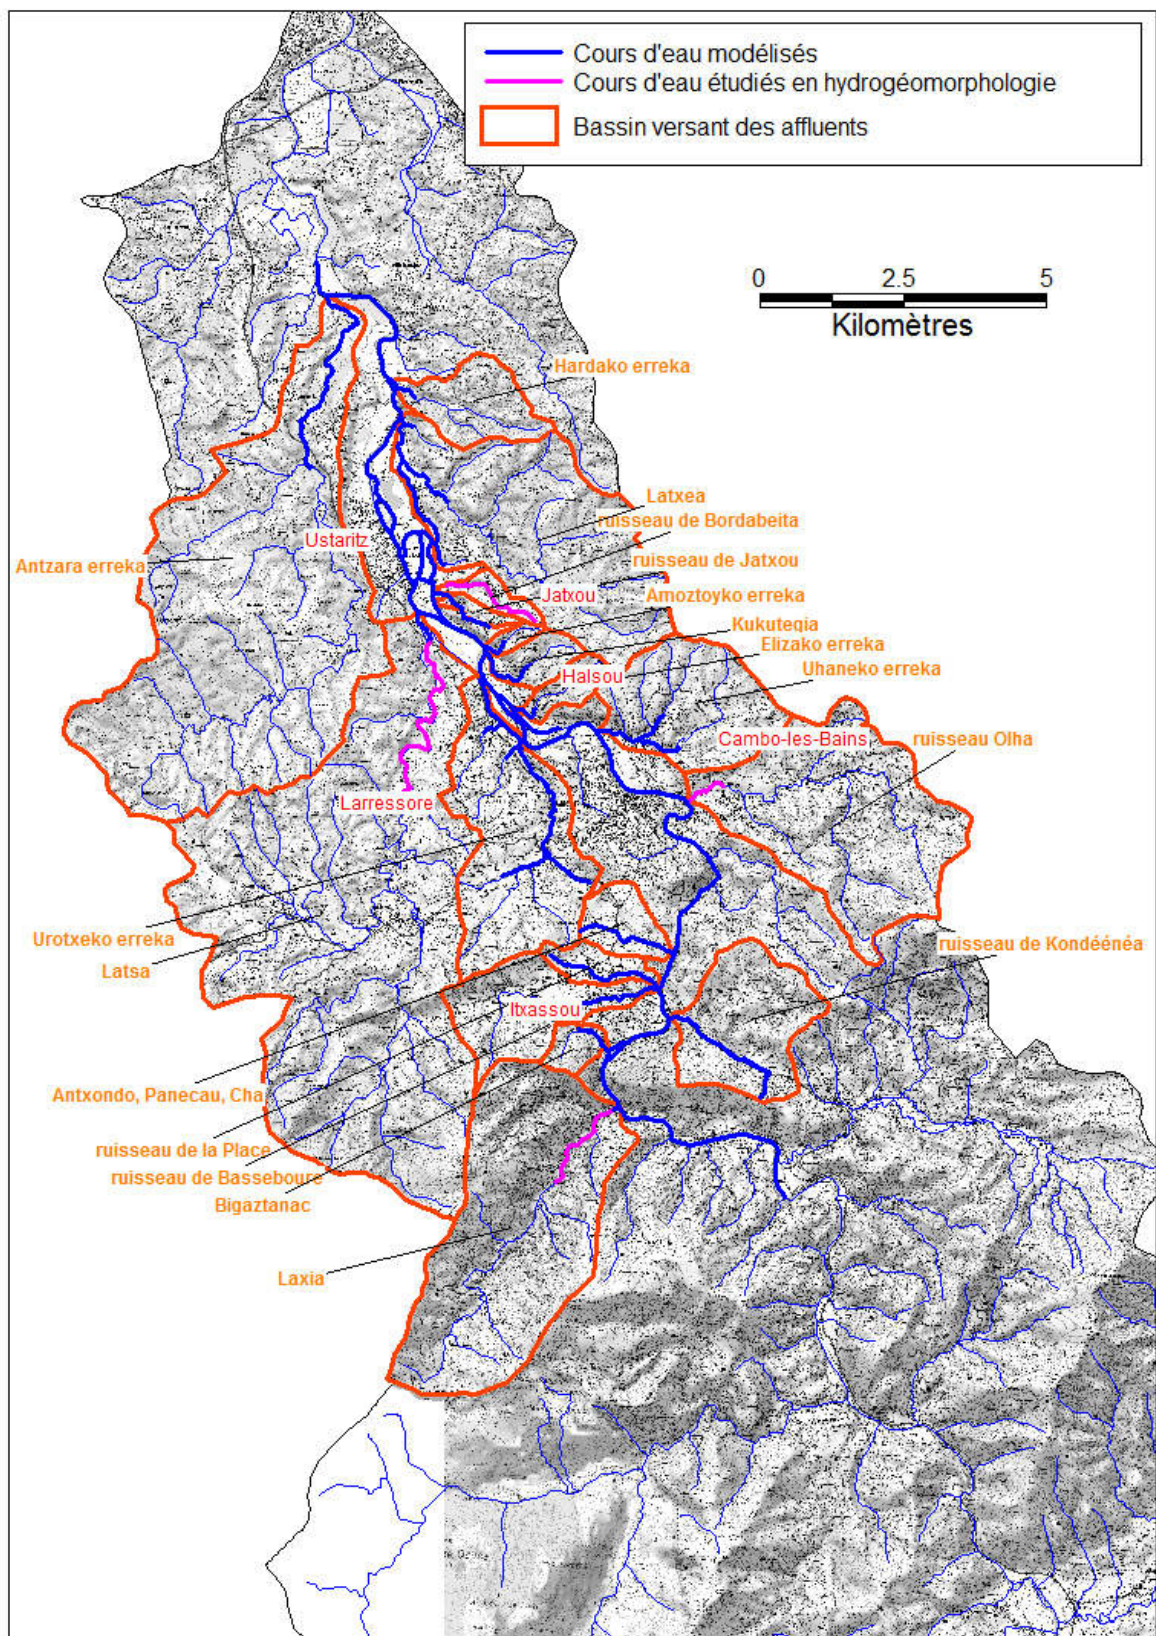 Cours d'eau modélisés
Cours d'eau étudiés en hydrogéomorphologie
Bassin versant des affluents
0 2.5 5
Kilomètres
Hardako erreka
Latxea
ruisseau de Bordabeita
Ustaritz
Antzara erreka
ruisseau de Jatxou
Jatxou
Amoztoyko erreka
Kukuteqia
Elizako erreka
Halsou
Uhaneko erreka
Cambo-les-Bains
ruisseau Olha
Larressore
Urotxeko erreka
ruisseau de Kondéénéa
Latsa
Itxassou
Antxondo, Panecau, Cha
ruisseau de la Place
ruisseau de Basseboure
Bigaztanac
Laxia